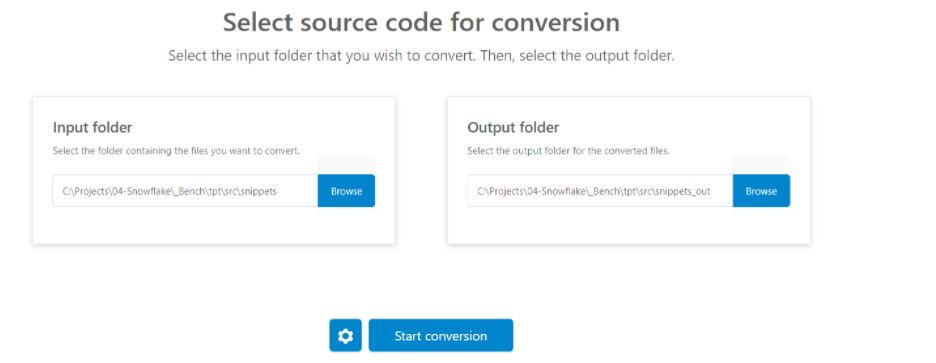 Select source code for conversion
Select the input folder that you wish to convert. Then, select the output folder.
Input folder
Select the folder containing the files you want to convert.
C:\Projects\04-Snowflake\_Bench\tpt\src\snippets
Browse
Output folder
Select the output folder for the converted files.
C:\Projects\04-Snowflake\_Bench\tpt\src\snippets_out
Browse
Start conversion